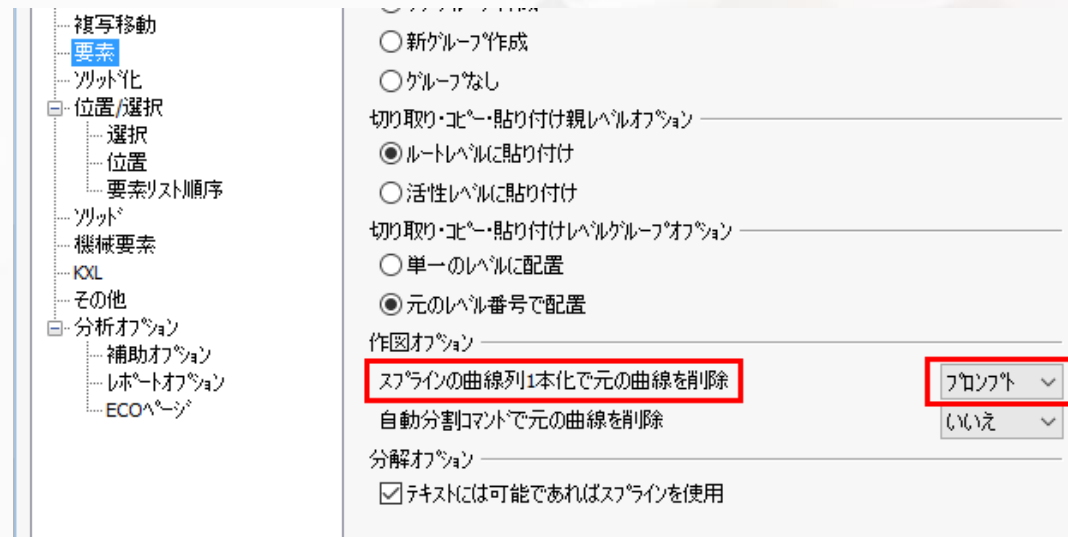 複写移動
要素
ｿﾘｯﾄﾞ化
位置/選択
選択
位置
要素ﾘｽﾄ順序
ｿﾘｯﾄﾞ
機械要素
KXL
その他
分析ｵﾌﾟｼｮﾝ
補助ｵﾌﾟｼｮﾝ
ﾚﾎﾟｰﾄｵﾌﾟｼｮﾝ
ECOﾍﾟｰｼﾞ
新ｸﾞﾙｰﾌﾟ作成
ｸﾞﾙｰﾌﾟなし
切り取り･ｺﾋﾟｰ･貼り付け親ﾚﾍﾞﾙｵﾌﾟｼｮﾝ
ﾙｰﾄﾚﾍﾞﾙに貼り付け
活性ﾚﾍﾞﾙに貼り付け
切り取り･ｺﾋﾟｰ･貼り付けﾚﾍﾞﾙｸﾞﾙｰﾌﾟｵﾌﾟｼｮﾝ
単一のﾚﾍﾞﾙに配置
元のﾚﾍﾞﾙ番号で配置
作図ｵﾌﾟｼｮﾝ
ｽﾌﾟﾗｲﾝの曲線列1本化で元の曲線を削除 ﾌﾟﾛﾝﾌﾟﾄ
自動分割ｺﾏﾝﾄﾞで元の曲線を削除 いいえ
分解ｵﾌﾟｼｮﾝ
ﾃｷｽﾄには可能であればｽﾌﾟﾗｲﾝを使用